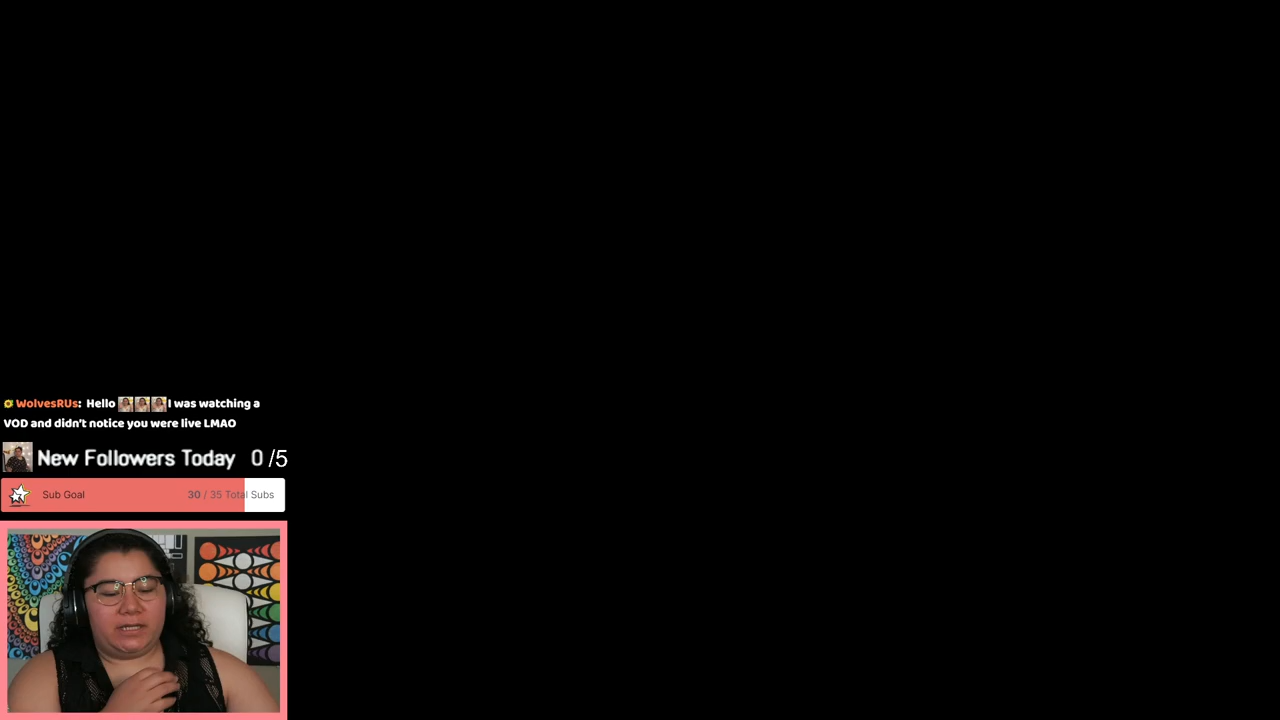 WolvesRUs: Hello I was watching a
VOD and didn't notice you were live LMAO
New Followers Today 0 /5
Sub Goal 30 / 35 Total Subs